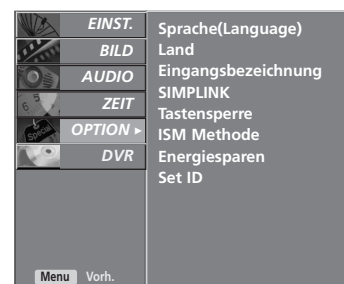 EINST.
BILD
AUDIO
ZEIT
OPTION ▸
DVR
Sprache(Language)
Land
Eingangsbezeichnung
SIMPLINK
Tastensperre
ISM Methode
Energiesparen
Set ID
Menu Vorh.